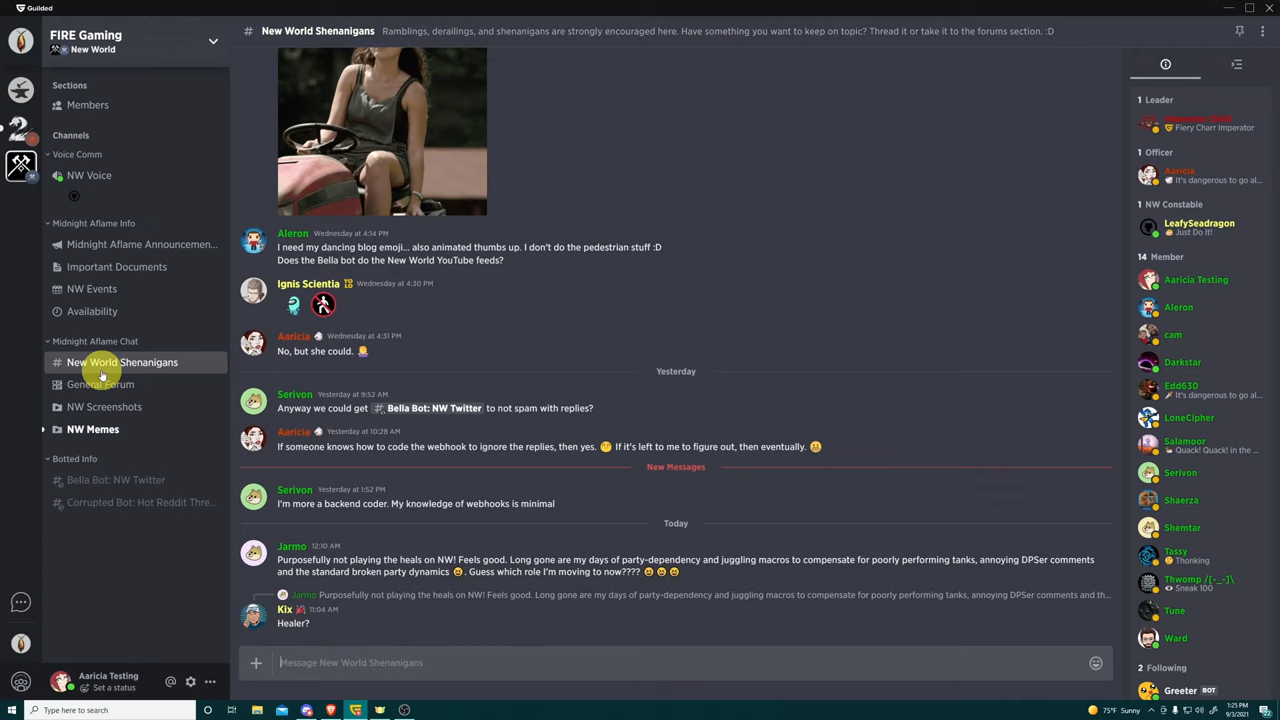 Guilded
FIRE Gaming
New World
Sections
Members
Channels
Voice Comm
NW Voice
Midnight Aflame Info
Midnight Aflame Announcemen...
Important Documents
NW Events
Availability
Midnight Aflame Chat
New World Shenanigans
General Forum
NW Screenshots
NW Memes
Botted Info
Bella Bot: NW Twitter
Corrupted Bot: Hot Reddit Thre...
Aaricia Testing
Set a status
# New World Shenanigans Ramblings, derailings, and shenanigans are strongly encouraged here. Have something you want to keep on topic? Thread it or take it to the forums section. :D
Aleron Wednesday at 4:14 PM
I need my dancing blog emoji... also animated thumbs up. I don't do the pedestrian stuff :D
Does the Bella bot do the New World YouTube feeds?
Ignis Scientia Wednesday at 4:30 PM
Aaricia Wednesday at 4:31 PM
No, but she could.
Yesterday
Serivon Yesterday at 9:52 AM
Anyway we could get Bella Bot: NW Twitter to not spam with replies?
Aaricia Yesterday at 10:28 AM
If someone knows how to code the webhook to ignore the replies, then yes. If it's left to me to figure out, then eventually.
New Messages
Serivon Yesterday at 1:52 PM
I'm more a backend coder. My knowledge of webhooks is minimal
Today
Jarmo 12:10 AM
Purposefully not playing the heals on NW! Feels good. Long gone are my days of party-dependency and juggling macros to compensate for poorly performing tanks, annoying DPSer comments
and the standard broken party dynamics. Guess which role I'm moving to now????
Jarmo Purposefully not playing the heals on NW! Feels good. Long gone are my days of party-dependency and juggling macros to compensate for poorly performing tanks, annoying DPSer comments and th...
Kix 11:04 AM
Healer?
Message New World Shenanigans
1 Leader
Fiery Charr Imperator
1 Officer
Aaricia
It's dangerous to go al...
1 NW Constable
LeafySeadragon
Just Do It!
14 Member
Aaricia Testing
Aleron
cam
Darkstar
Edd630
It's dangerous to go al...
LoneCipher
Salamoor
Quack! Quack! in the ...
Serivon
Shaerza
Shemtar
Tassy
Thonking
Thwomp /[-_-]\
Sneak 100
Tune
Ward
2 Following
Greeter BOT
Type here to search
75°F Sunny
1:25 PM
9/3/2021